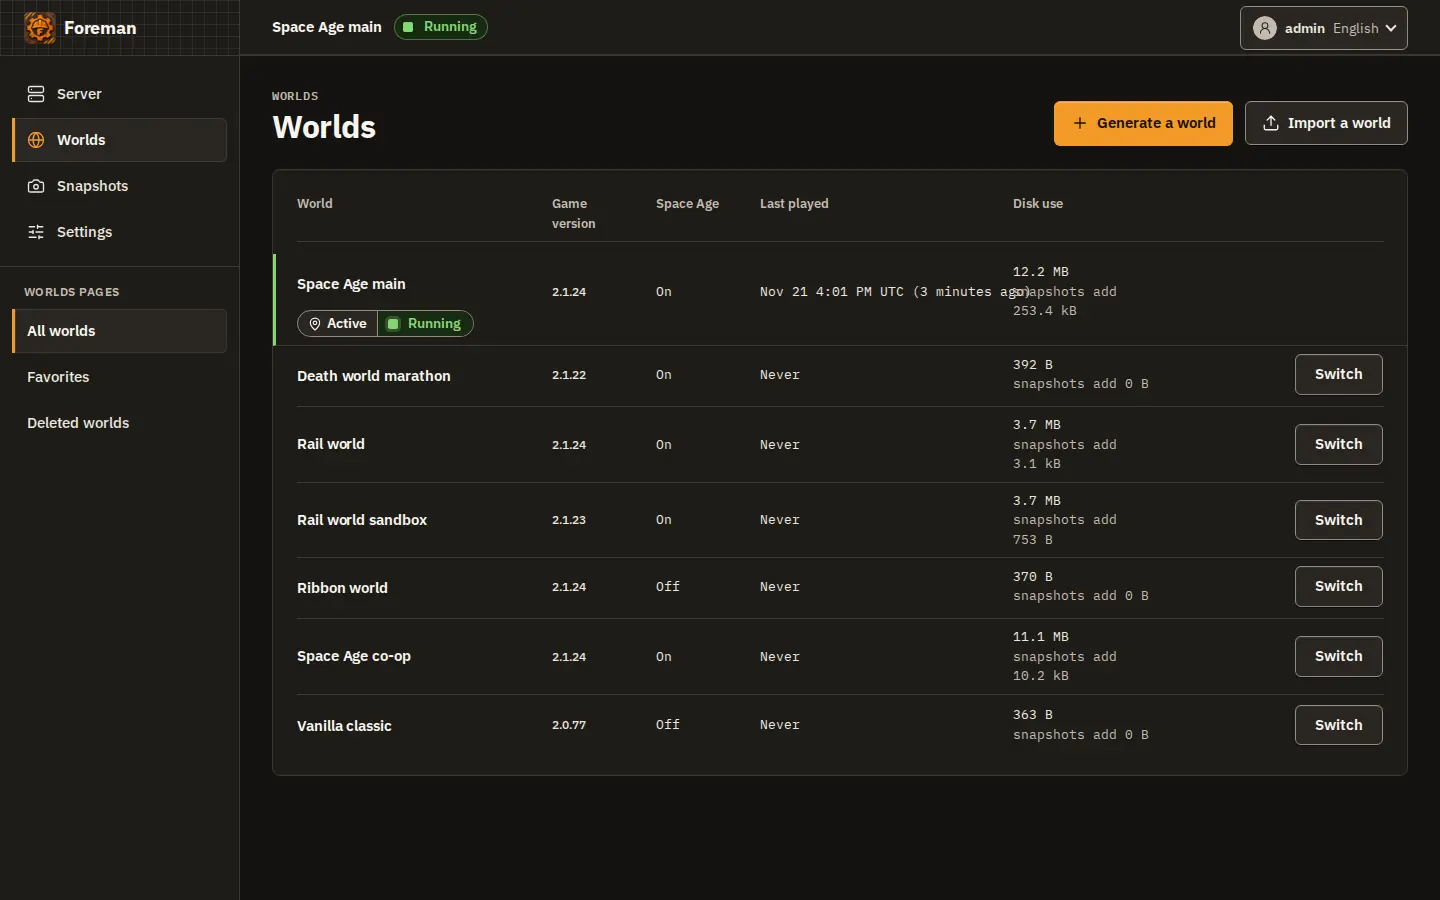 Foreman
Space Age main
Running
admin English
Server
Worlds
Snapshots
Settings
WORLDS PAGES
All worlds
Favorites
Deleted worlds
WORLDS
Worlds
Generate a world
Import a world
World
Game
version
Space Age
Last played
Disk use
Space Age main
Active
Running
2.1.24
On
Nov 21 4:01 PM UTC (3 minutes ago)
12.2 MB
snapshots add
253.4 kB
Death world marathon
2.1.22
On
Never
392 B
snapshots add 0 B
Switch
Rail world
2.1.24
On
Never
3.7 MB
snapshots add
3.1 kB
Switch
Rail world sandbox
2.1.23
On
Never
3.7 MB
snapshots add
753 B
Switch
Ribbon world
2.1.24
Off
Never
370 B
snapshots add 0 B
Switch
Space Age co-op
2.1.24
On
Never
11.1 MB
snapshots add
10.2 kB
Switch
Vanilla classic
2.0.77
Off
Never
363 B
snapshots add 0 B
Switch